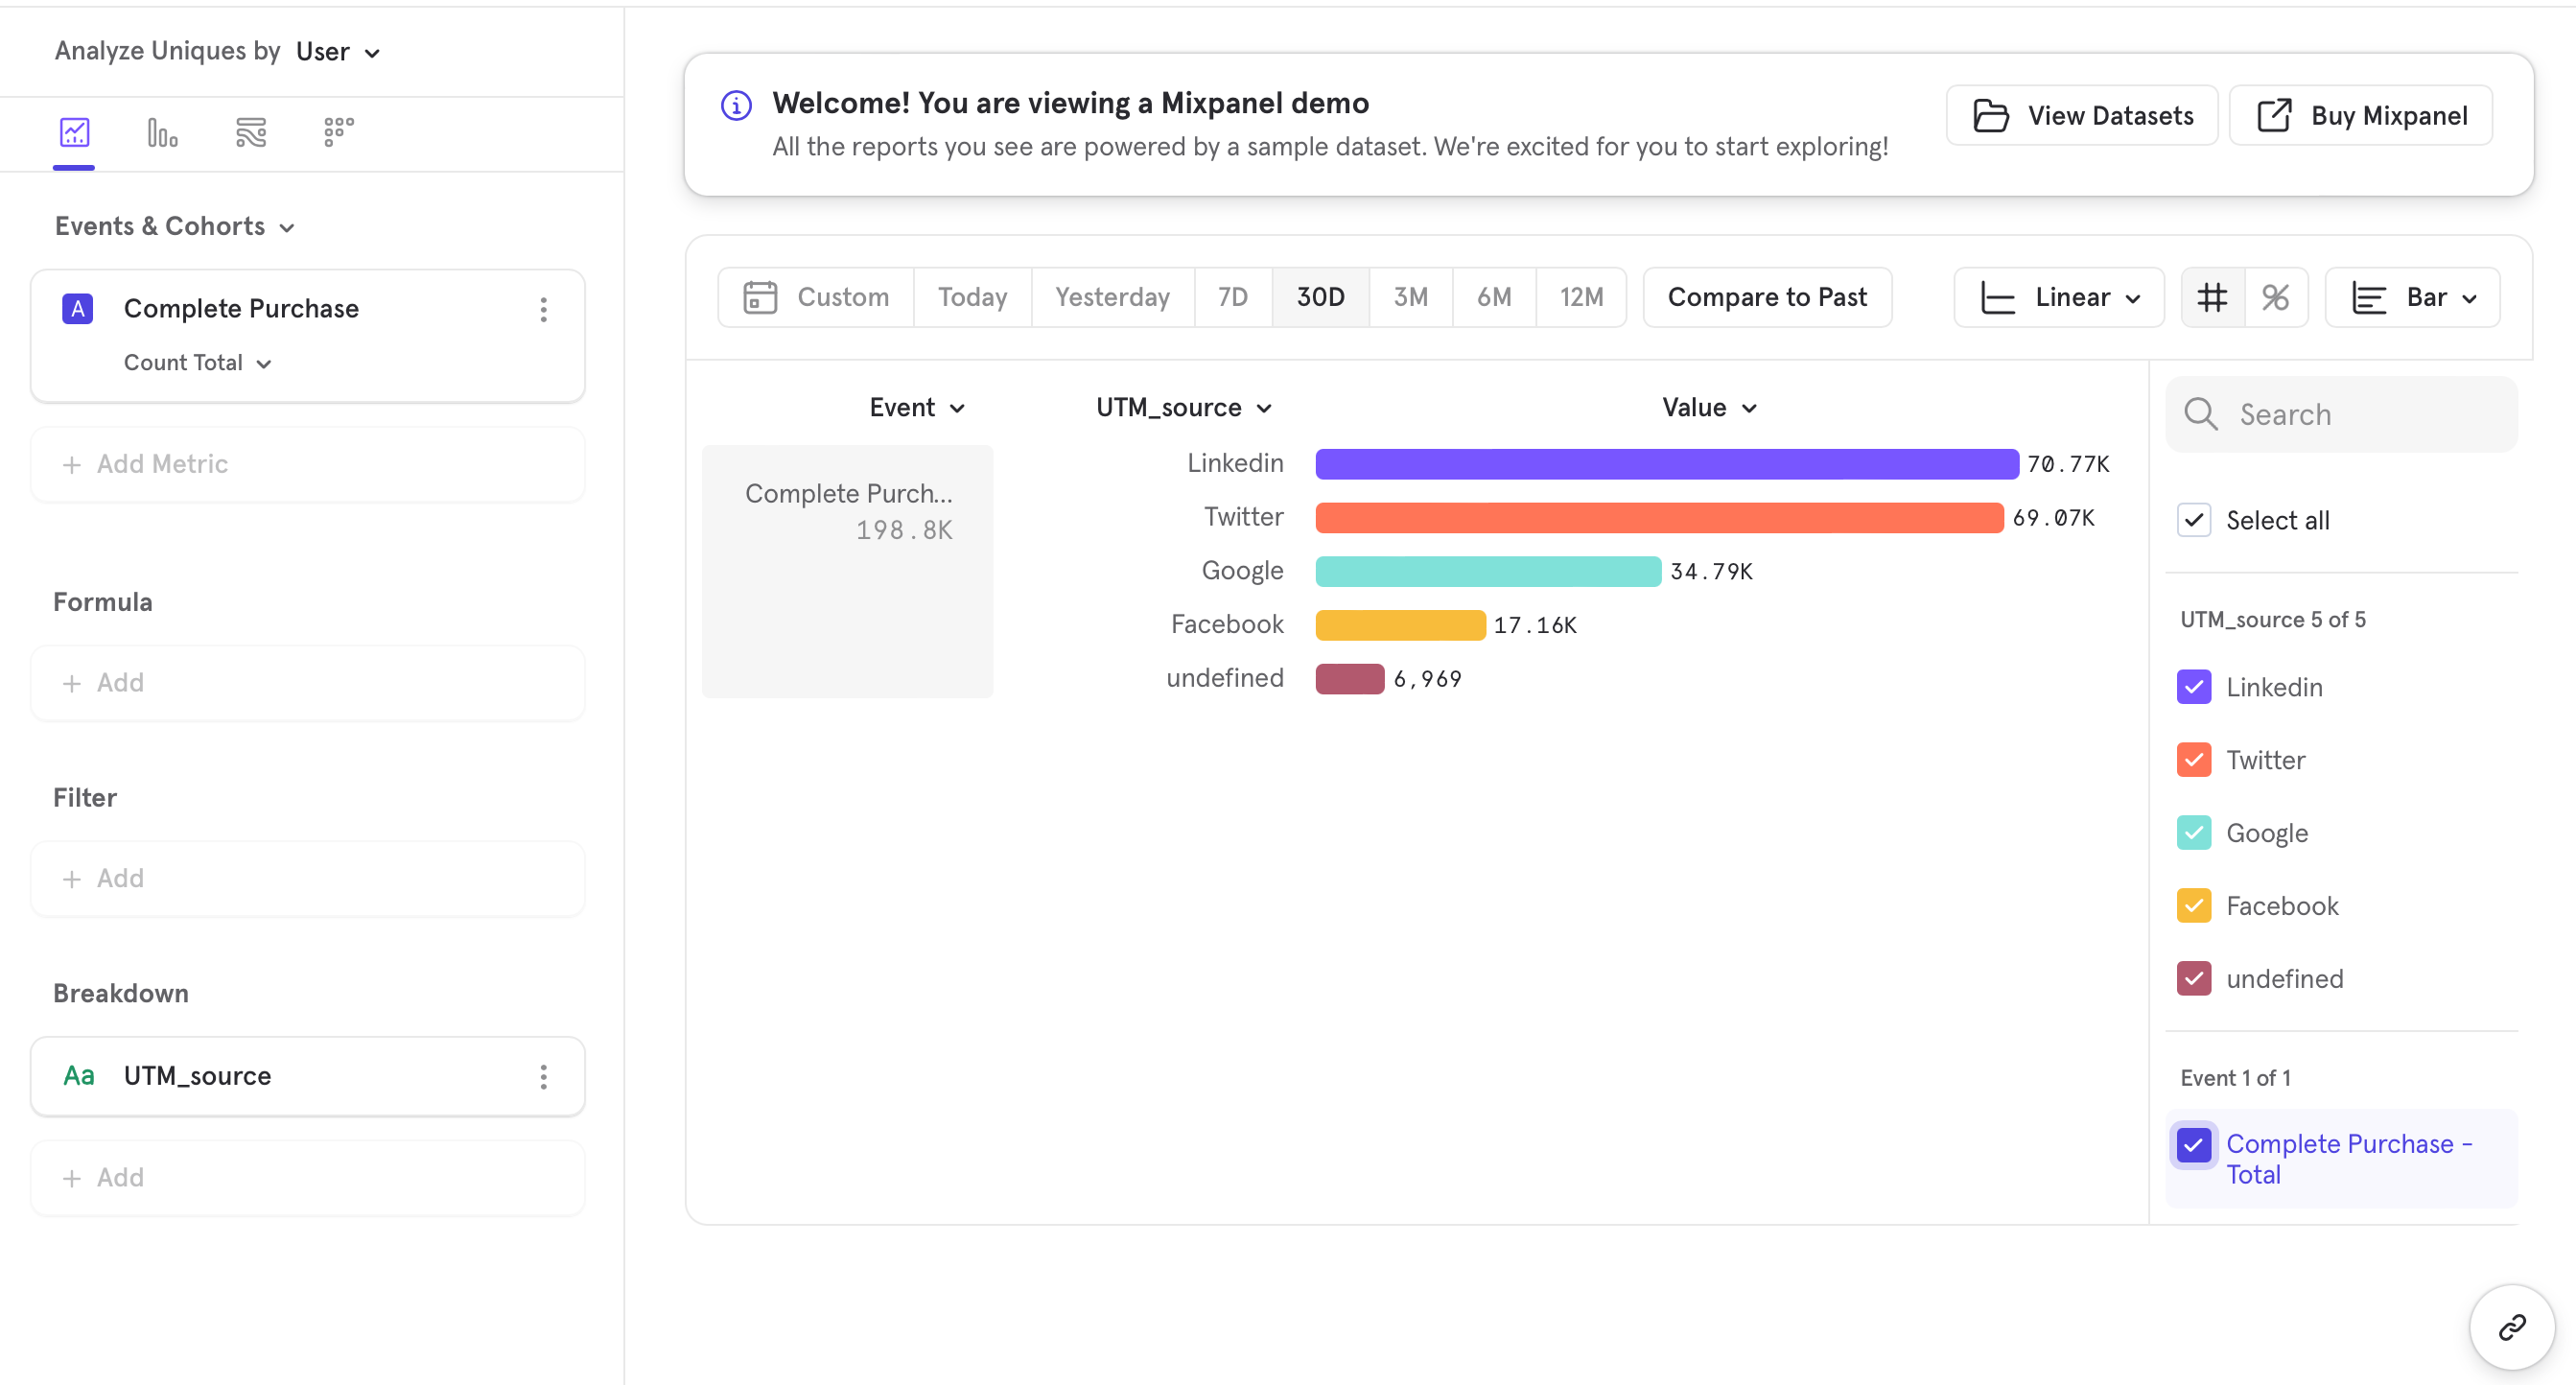 Analyze Uniques by User
Events & Cohorts
A Complete Purchase
Count Total
+ Add Metric
Formula
+ Add
Filter
+ Add
Breakdown
Aa UTM_source
+ Add
Welcome! You are viewing a Mixpanel demo
All the reports you see are powered by a sample dataset. We're excited for you to start exploring!
View Datasets
Buy Mixpanel
Custom Today Yesterday 7D 30D 3M 6M 12M Compare to Past Linear # % Bar
Event UTM_source Value
Complete Purch...
198.8K
Linkedin 70.77K
Twitter 69.07K
Google 34.79K
Facebook 17.16K
undefined 6,969
Search
Select all
UTM_source 5 of 5
Linkedin
Twitter
Google
Facebook
undefined
Event 1 of 1
Complete Purchase -
Total